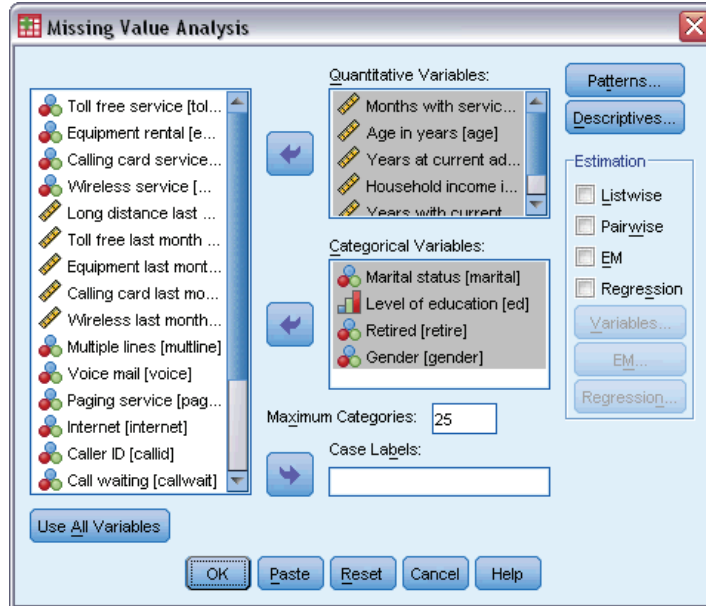 Missing Value Analysis
Toll free service [tol...
Equipment rental [e...
Calling card service...
Wireless service [...
Long distance last ...
Toll free last month ...
Equipment last mont...
Calling card last mo...
Wireless last month...
Multiple lines [multline]
Voice mail [voice]
Paging service [pag...
Internet [internet]
Caller ID [callid]
Call waiting [callwait]
Use All Variables
Quantitative Variables:
Months with servic...
Age in years [age]
Years at current ad...
Household income i...
Years with current
Categorical Variables:
Marital status [marital]
Level of education [ed]
Retired [retire]
Gender [gender]
Maximum Categories: 25
Case Labels:
Patterns...
Descriptives...
Estimation
Listwise
Pairwise
EM
Regression
Variables...
EM...
Regression...
OK Paste Reset Cancel Help